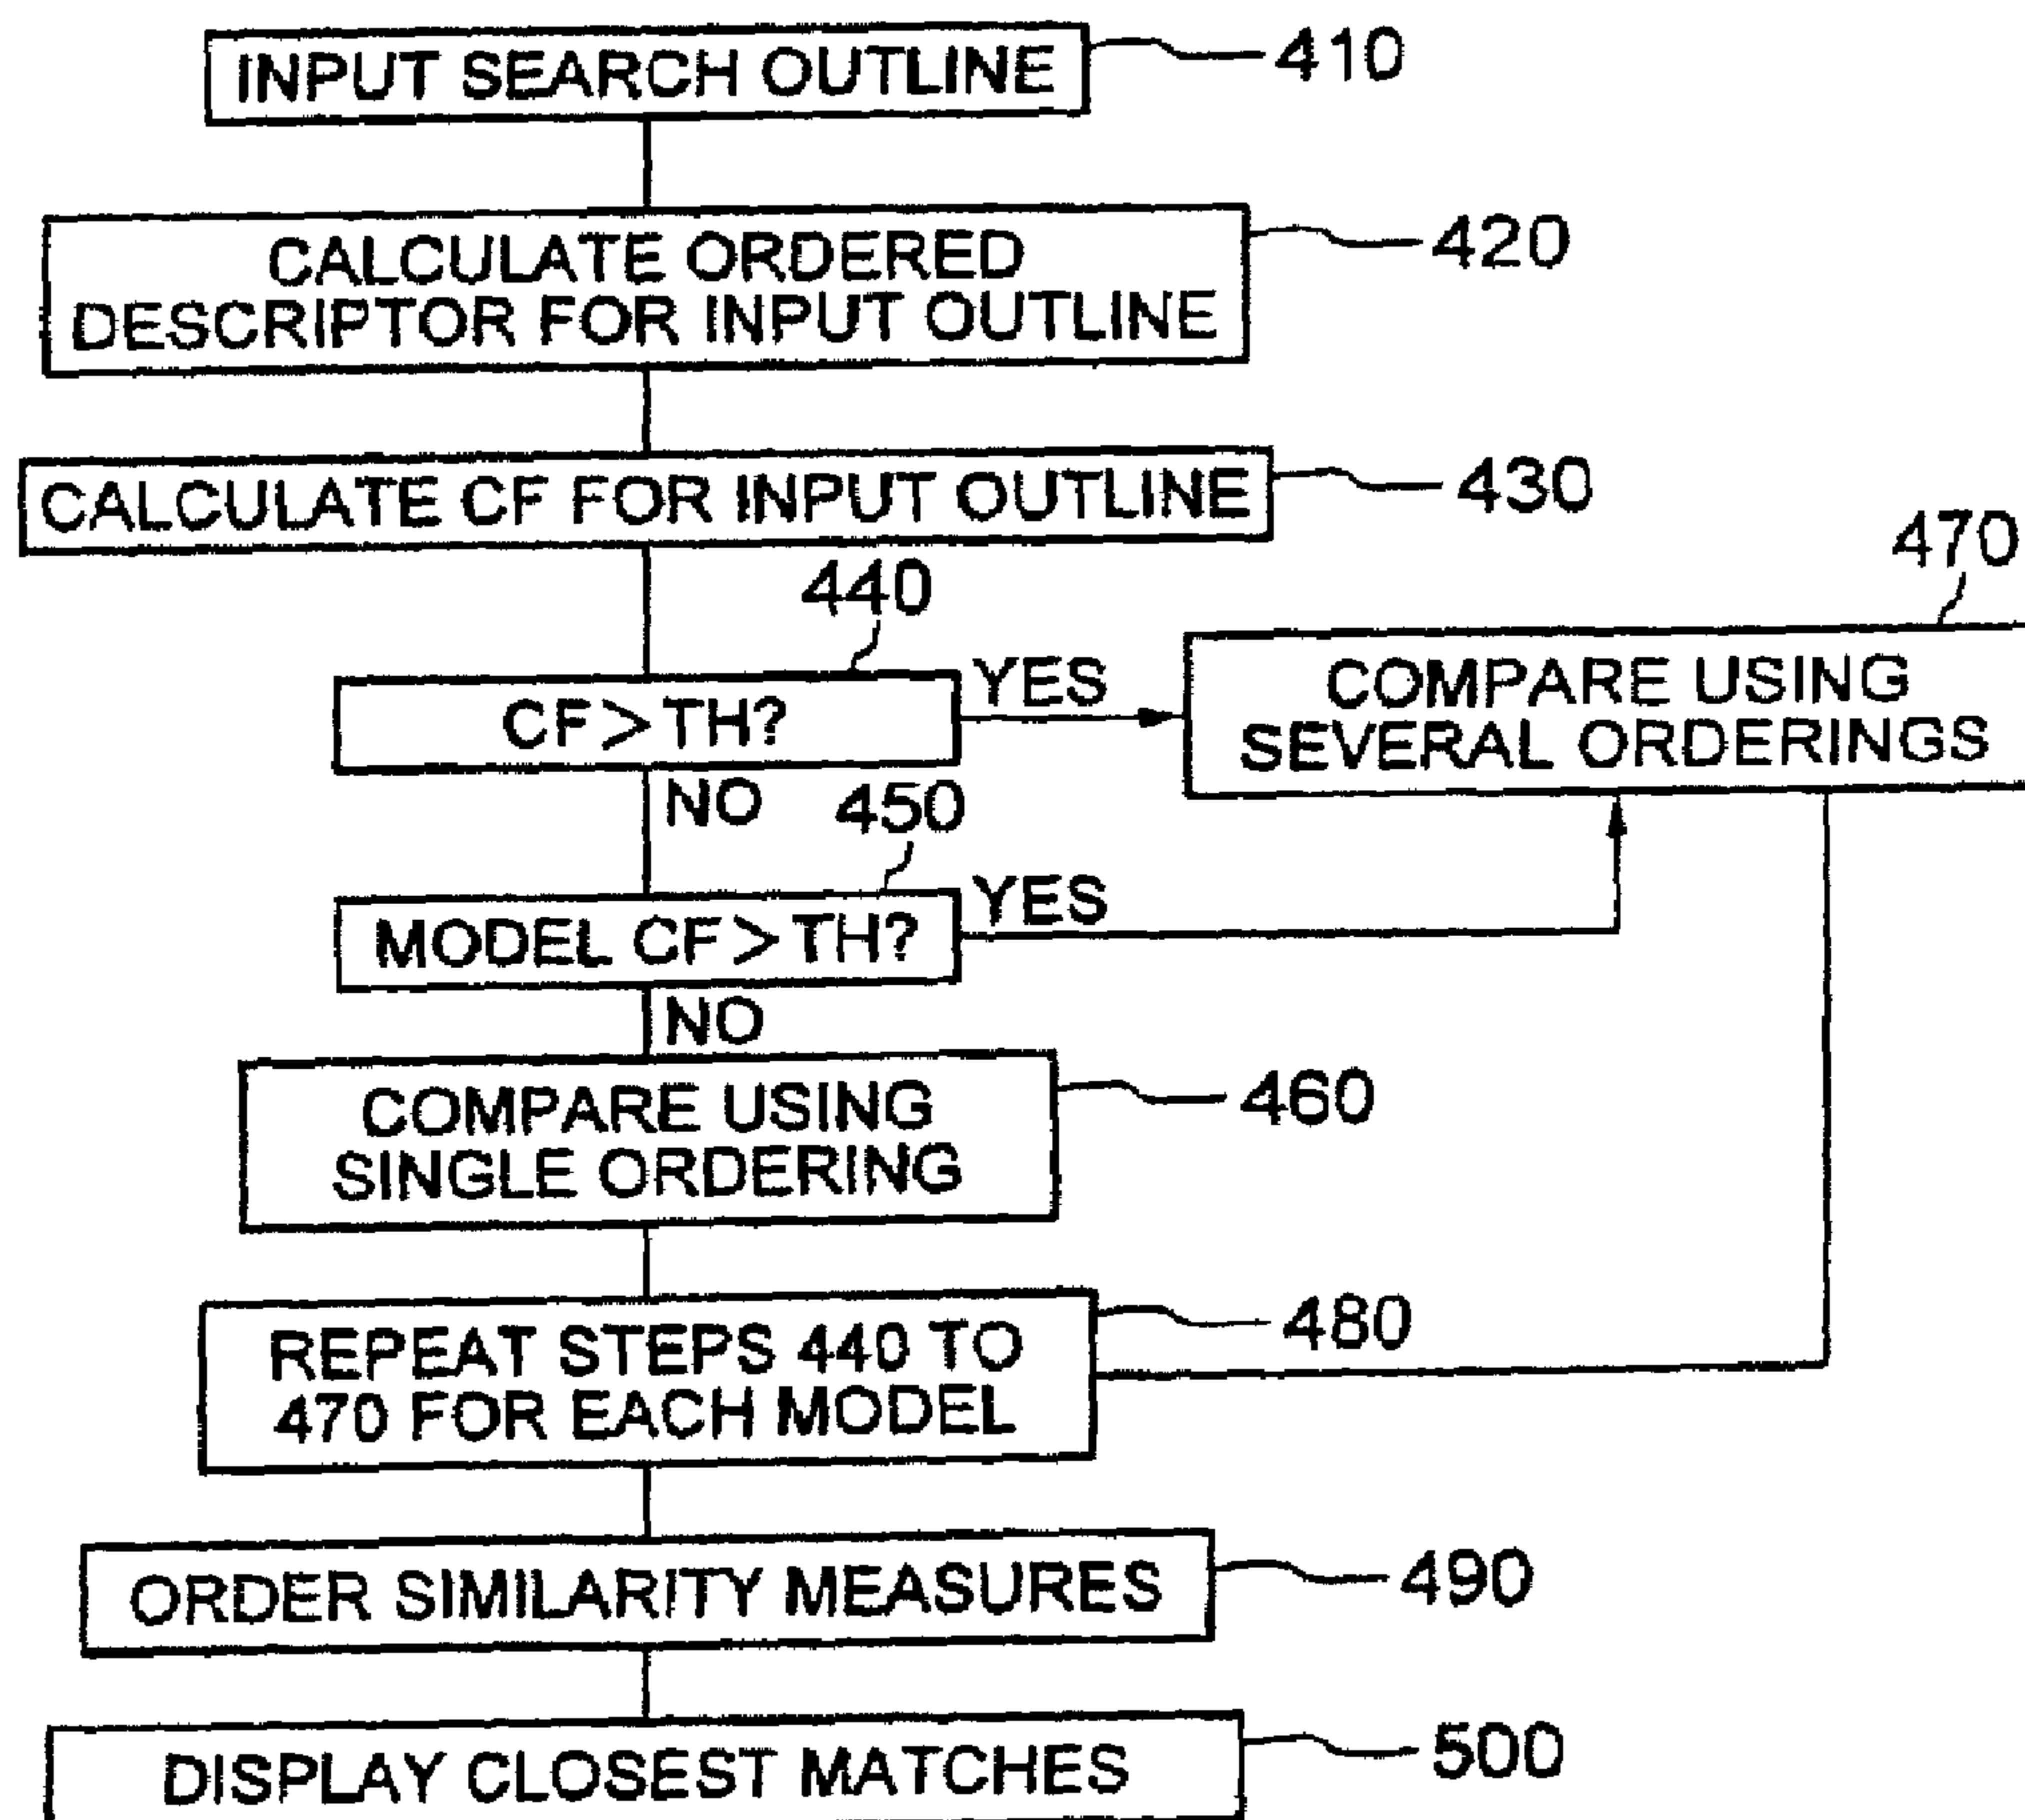 INPUT SEARCH OUTLINE
410
CALCULATE ORDERED
DESCRIPTOR FOR INPUT OUTLINE
420
CALCULATE CF FOR INPUT OUTLINE
430
440
CF>TH?
YES
NO
470
COMPARE USING
SEVERAL ORDERINGS
450
MODEL CF>TH?
YES
NO
COMPARE USING
SINGLE ORDERING
460
REPEAT STEPS 440 TO
470 FOR EACH MODEL
480
ORDER SIMILARITY MEASURES
490
DISPLAY CLOSEST MATCHES
500